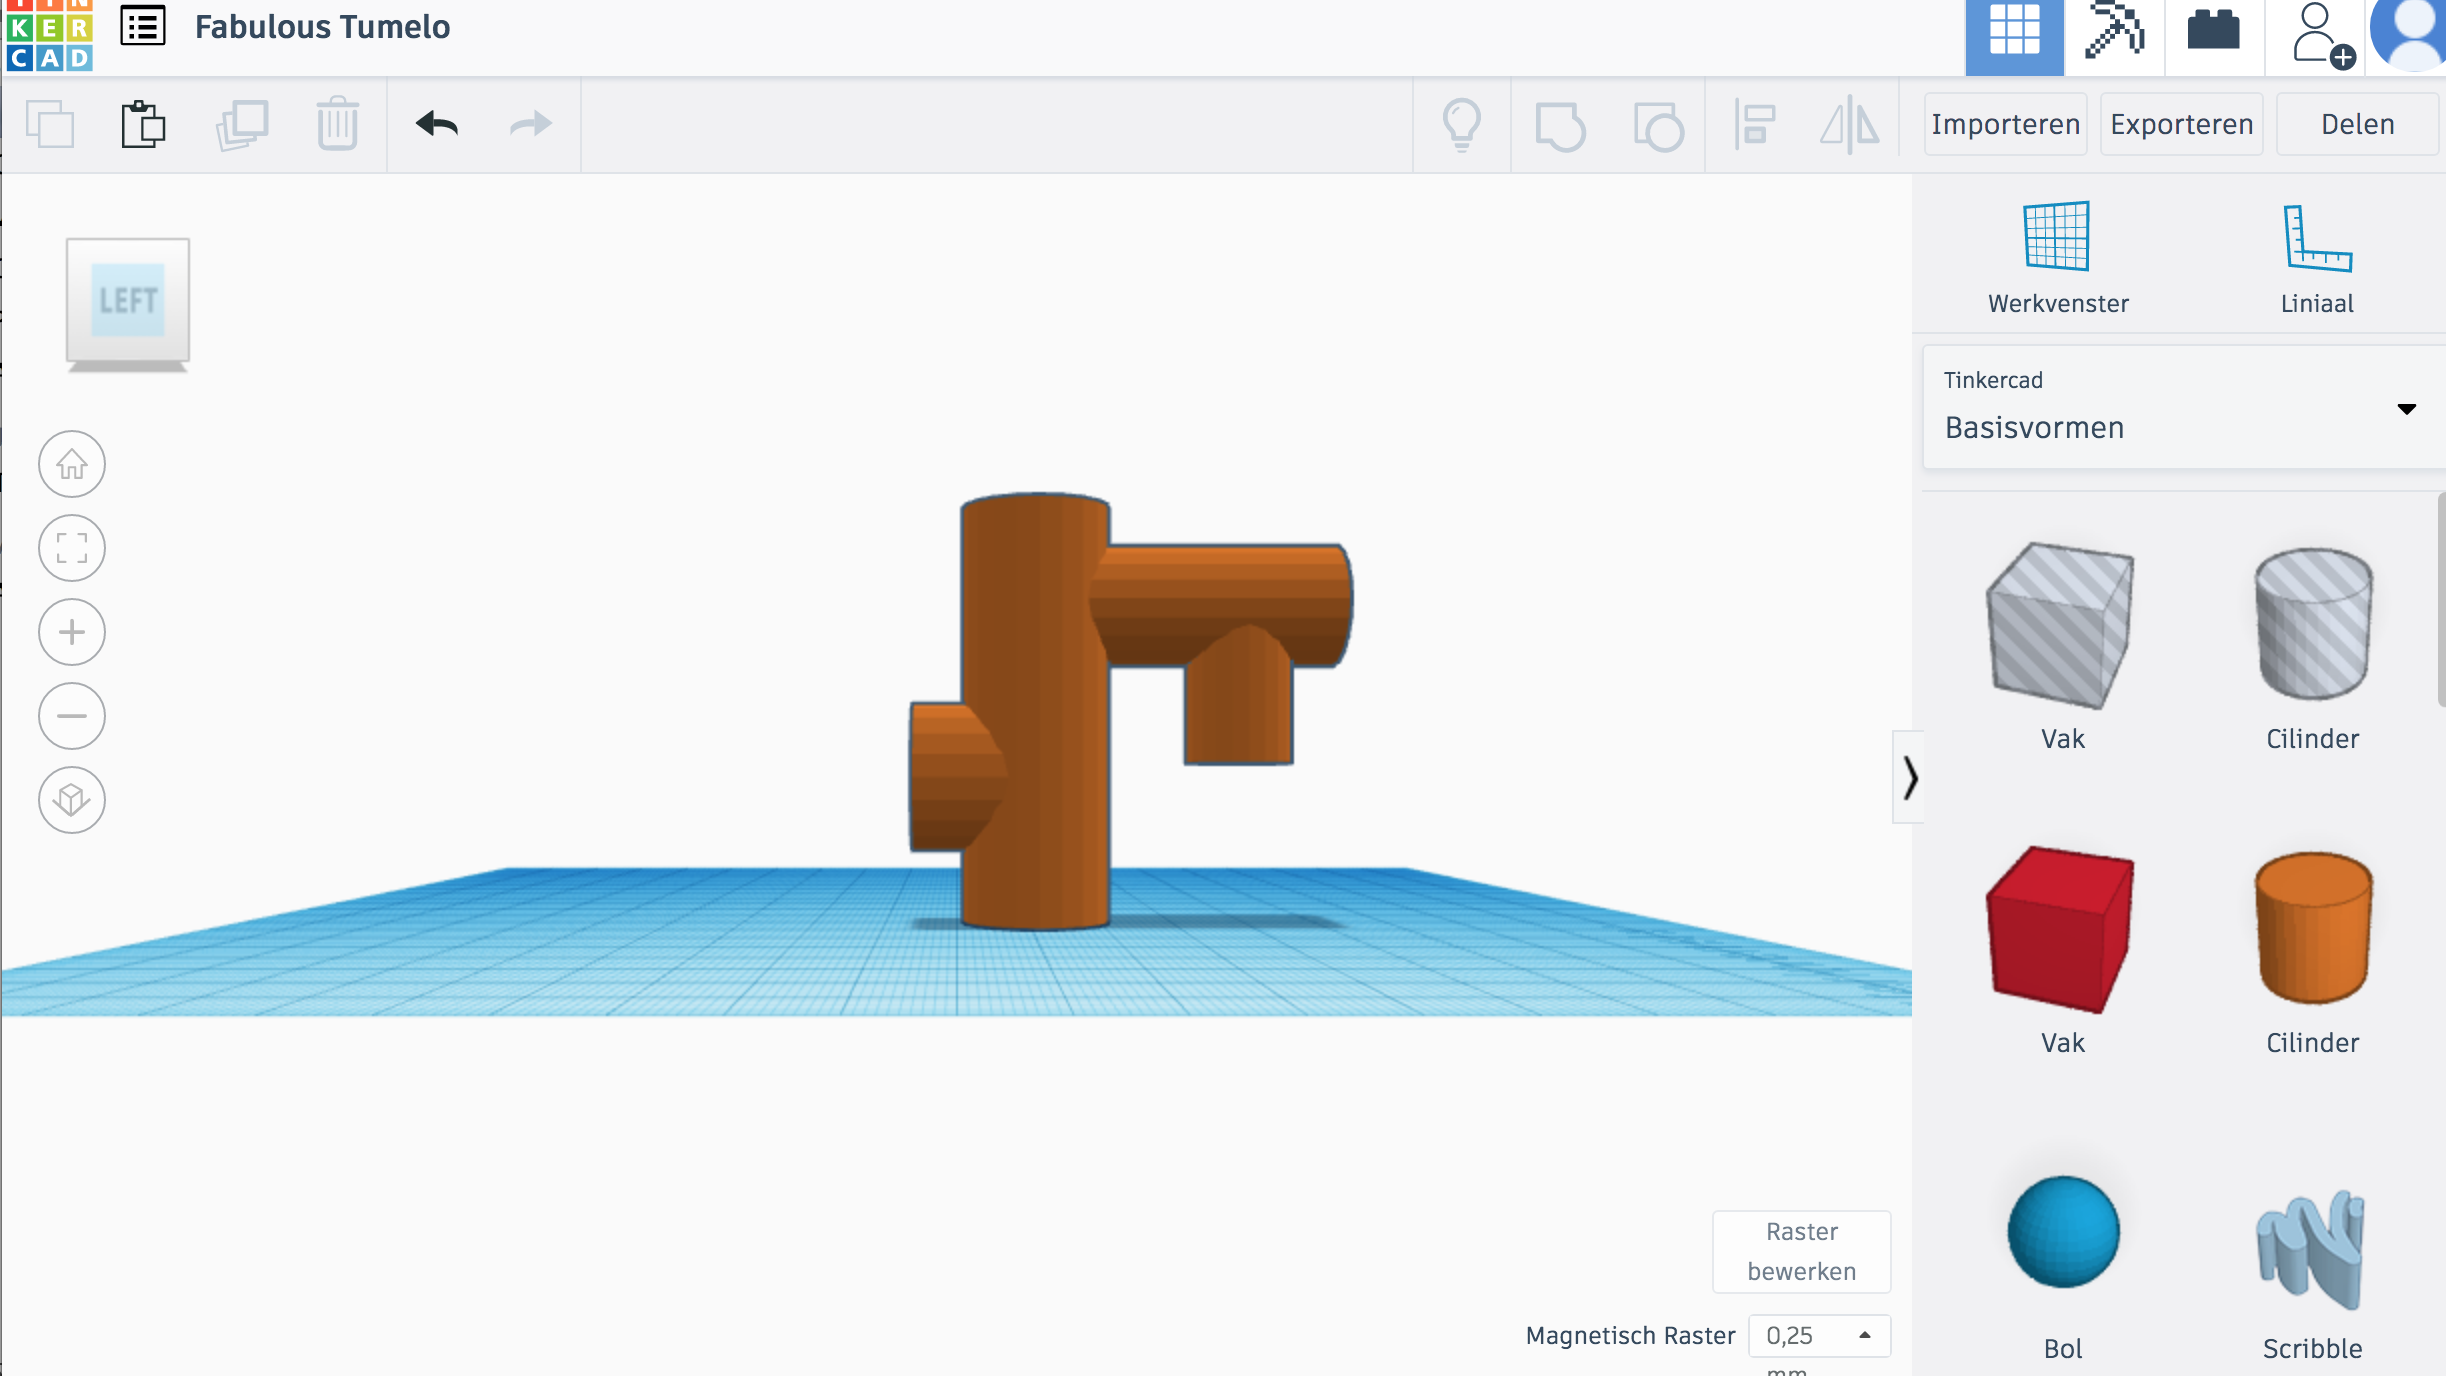 TIN
KER
CAD
Fabulous Tumelo
Importeren
Exporteren
Delen
LEFT
Werkvenster
Liniaal
Tinkercad
Basisvormen
Vak
Cilinder
Vak
Cilinder
Raster
bewerken
Magnetisch Raster
0,25
mm
Bol
Scribble